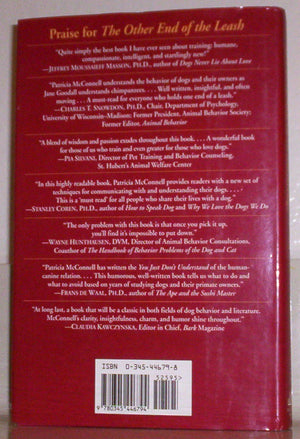 Praise for The Other End of the Leash
"Quite simply the best book I have ever seen about training: humane,
compassionate, intelligent, and startlingly new!"
—JEFFREY MOUSSAIEFF MASSON, PH.D., author of Dogs Never Lie About Love
"Patricia McConnell understands the behavior of dogs and their owners as
Jane Goodall understands chimpanzees. . . . Well written, insightful, and often
moving. . . . A must-read for everyone who holds one end of a leash."
—CHARLES T. SNOWDON, PH.D., Chair, Department of Psychology,
University of Wisconsin-Madison; Former President, Animal Behavior Society;
Former Editor, Animal Behavior
"A blend of wisdom and passion exudes throughout this book. . . . A wonderful book
for those of us who train and even greater for those who love dogs."
—PIA SILVANI, Director of Pet Training and Behavior Counseling,
St. Hubert's Animal Welfare Center
"In this highly readable book, Patricia McConnell provides readers with a new set of
techniques for communicating with and understanding their dogs. . . .
This is a 'must read' for all people who share their lives with a dog."
—STANLEY COREN, PH.D., author of How to Speak Dog and Why We Love the Dogs We Do
"The only problem with this book is that once you pick it up,
you'll find it's impossible to put down."
—WAYNE HUNTHAUSEN, DVM, Director of Animal Behavior Consultations,
Coauthor of The Handbook of Behavior Problems of the Dog and Cat
"Patricia McConnell has written the You Just Don't Understand of the human-
canine relation. . . . This humorous, well-written book tells us what to do and
what to avoid based on years of studying dogs and their primate owners."
—FRANS DE WAAL, PH.D., author of The Ape and the Sushi Master
"At long last, a book that will be a classic in both fields of dog behavior and literature.
McConnell's clarity, insightfulness, charm, and humor shine throughout."
—CLAUDIA KAWCZYNSKA, Editor in Chief, Bark Magazine
ISBN 0-345-44679-8
52595
9 780345 446794